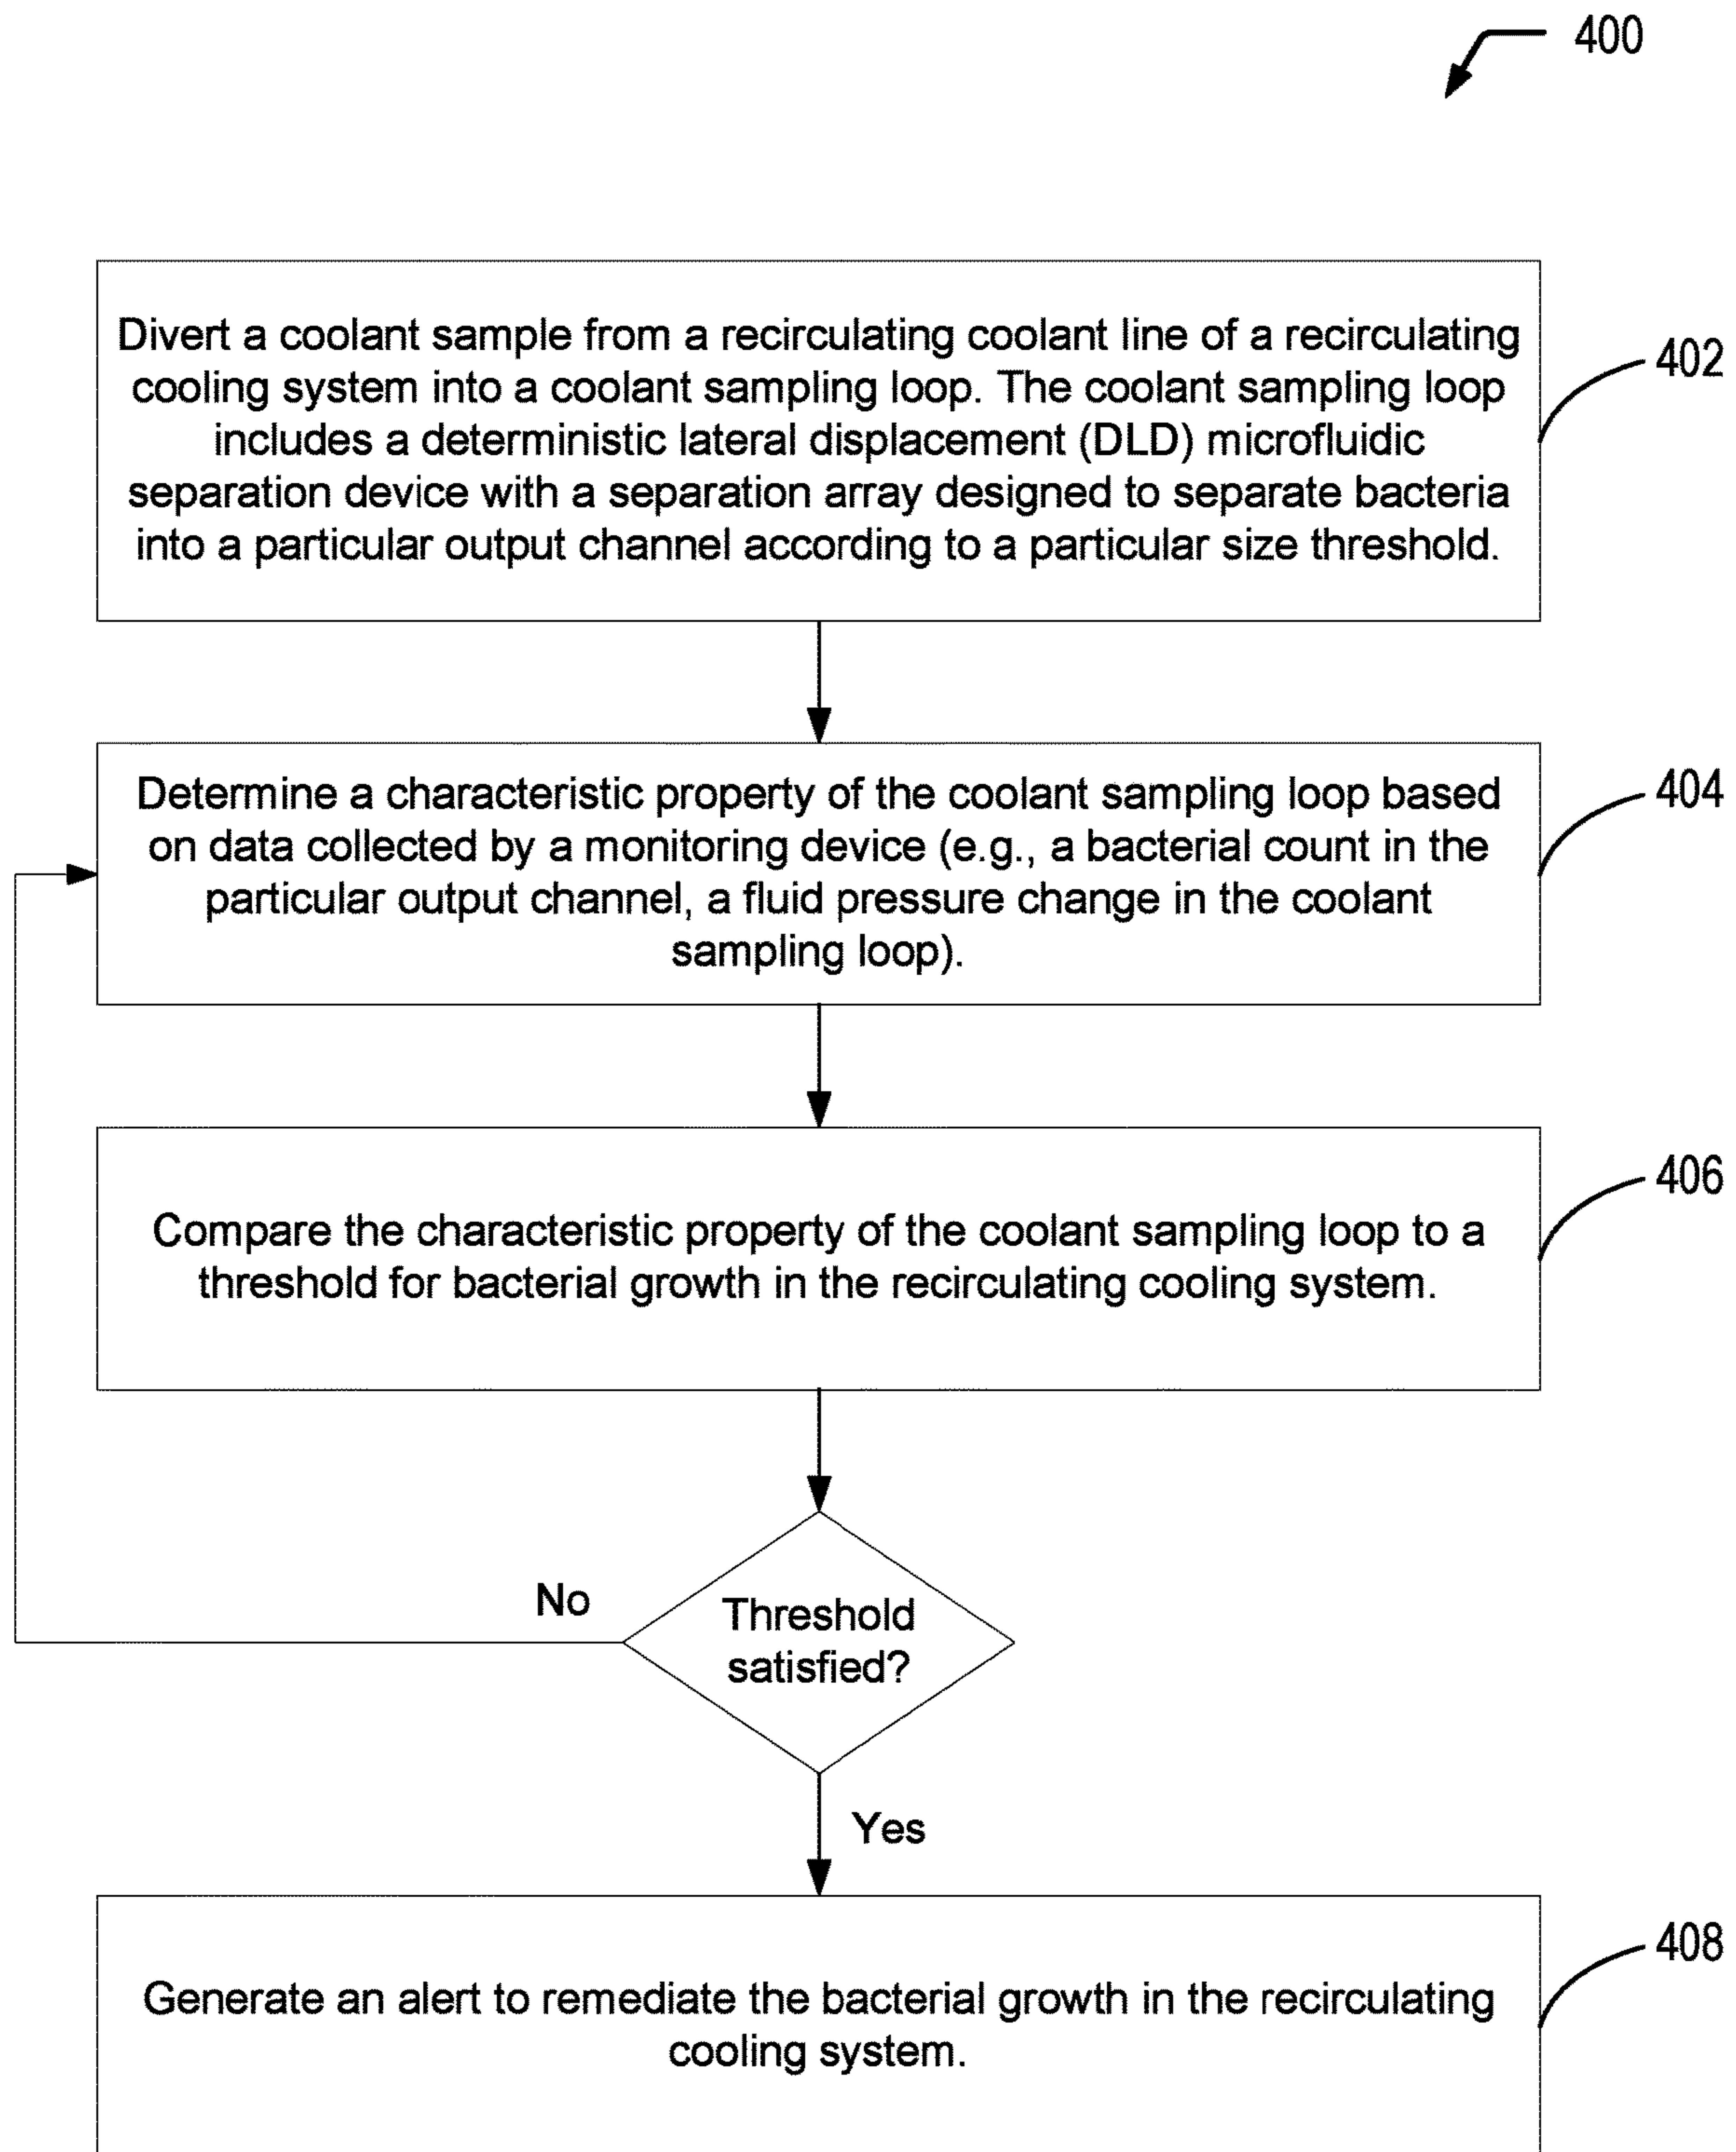 400
Divert a coolant sample from a recirculating coolant line of a recirculating
cooling system into a coolant sampling loop. The coolant sampling loop
includes a deterministic lateral displacement (DLD) microfluidic
separation device with a separation array designed to separate bacteria
into a particular output channel according to a particular size threshold.
402
Determine a characteristic property of the coolant sampling loop based
on data collected by a monitoring device (e.g., a bacterial count in the
particular output channel, a fluid pressure change in the coolant
sampling loop).
404
Compare the characteristic property of the coolant sampling loop to a
threshold for bacterial growth in the recirculating cooling system.
406
No
Threshold
satisfied?
Yes
Generate an alert to remediate the bacterial growth in the recirculating
cooling system.
408